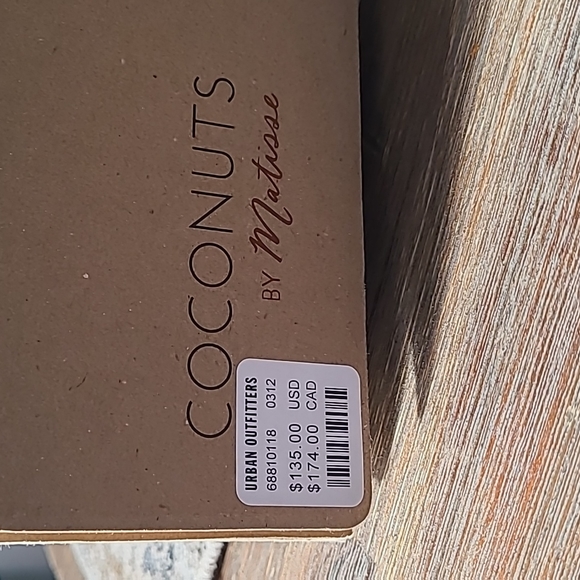 COCONUTS
BY Matisse
URBAN OUTFITTERS
68810118 0312
$135.00 USD
$174.00 CAD